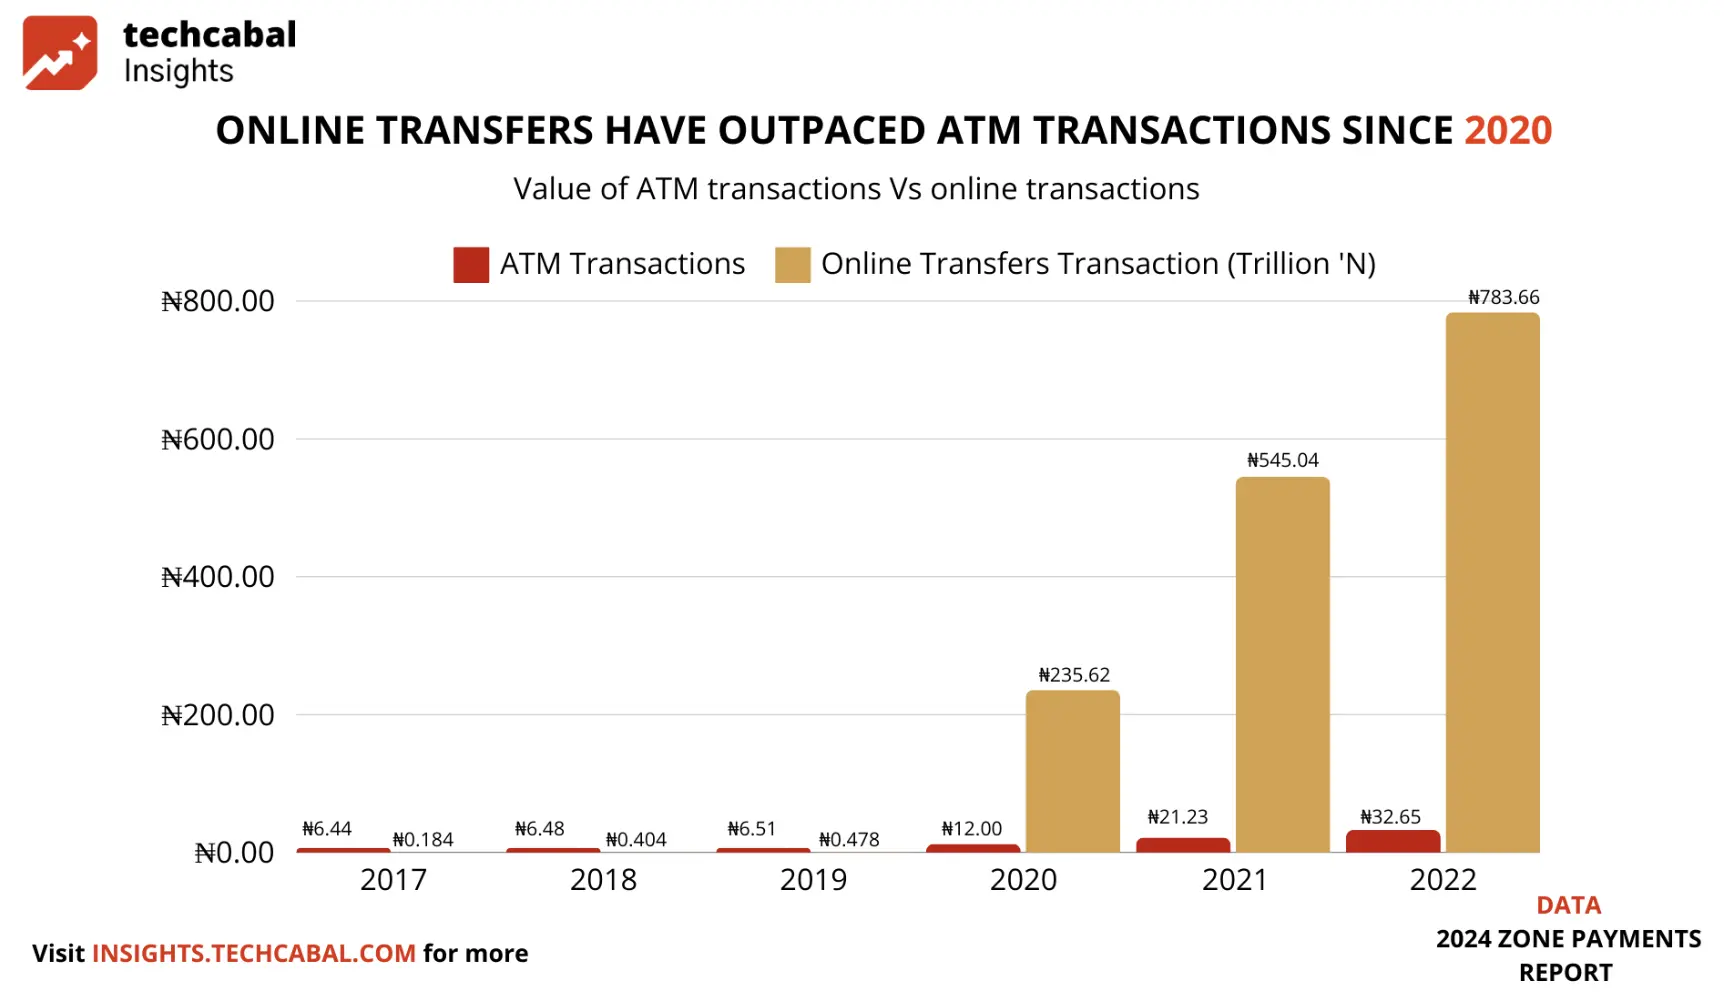 techcabal
Insights
ONLINE TRANSFERS HAVE OUTPACED ATM TRANSACTIONS SINCE 2020
Value of ATM transactions Vs online transactions
ATM Transactions
Online Transfers Transaction (Trillion 'N)
₦800.00
₦600.00
₦400.00
₦200.00
₦0.00
₦6.44
₦0.184
₦6.48
₦0.404
₦6.51
₦0.478
₦12.00
₦235.62
₦21.23
₦545.04
₦32.65
₦783.66
2017
2018
2019
2020
2021
2022
Visit INSIGHTS.TECHCABAL.COM for more
DATA
2024 ZONE PAYMENTS
REPORT